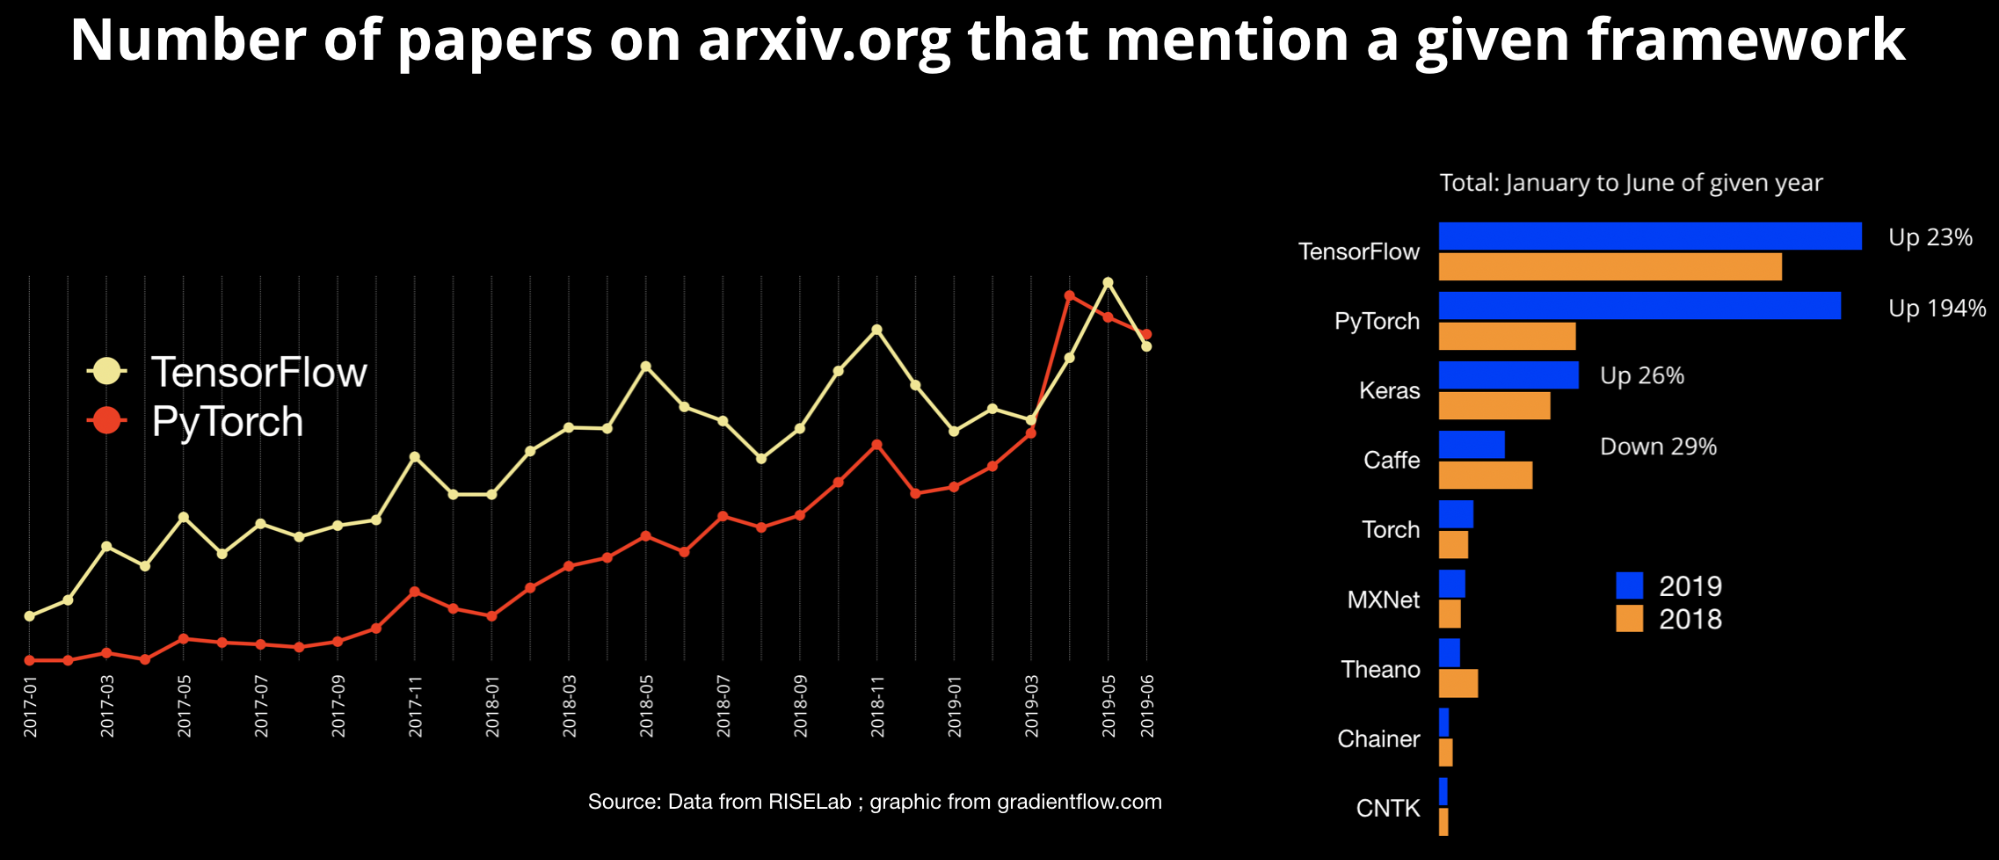 Number of papers on arxiv.org that mention a given framework
TensorFlow
PyTorch
2017-01
2017-03
2017-05
2017-07
2017-09
2017-11
2018-01
2018-03
2018-05
2018-07
2018-09
2018-11
2019-01
2019-03
2019-05
2019-06
Source: Data from RISELab ; graphic from gradientflow.com
Total: January to June of given year
TensorFlow
Up 23%
PyTorch
Up 194%
Keras
Up 26%
Caffe
Down 29%
Torch
MXNet
Theano
Chainer
CNTK
2019
2018